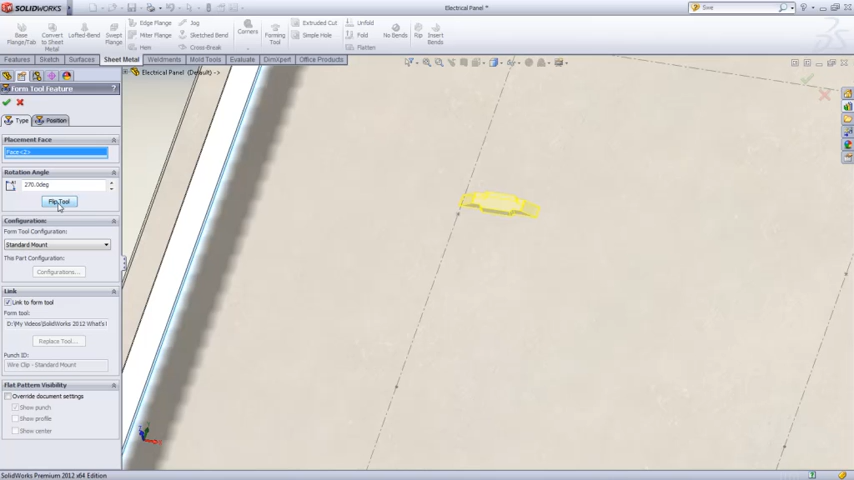 SOLIDWORKS
Electrical Panel *
Swe
Base Flange/Tab
Convert to Sheet Metal
Lofted-Bend
Swept Flange
Edge Flange
Miter Flange
Hem
Jog
Sketched Bend
Cross-Break
Corners
Forming Tool
Extruded Cut
Simple Hole
Unfold
Fold
Flatten
No Bends
Rip
Insert Bends
Features
Sketch
Surfaces
Sheet Metal
Weldments
Mold Tools
Evaluate
DimXpert
Office Products
Electrical Panel (Default) ->
Form Tool Feature
?
Type
Position
Placement Face
Face<2>
Rotation Angle
270.0deg
Flip Tool
Configuration:
Form Tool Configuration:
Standard Mount
The Part Configuration:
Configurations...
Link
Link to form tool
Form tool:
D:\My Videos\SolidWorks 2012 What's
Replace Tool...
Punch ID:
Wire Clip - Standard Mount
Flat Pattern Visibility
Override document settings
Show punch
Show profile
Show center
SolidWorks Premium 2012 x64 Edition